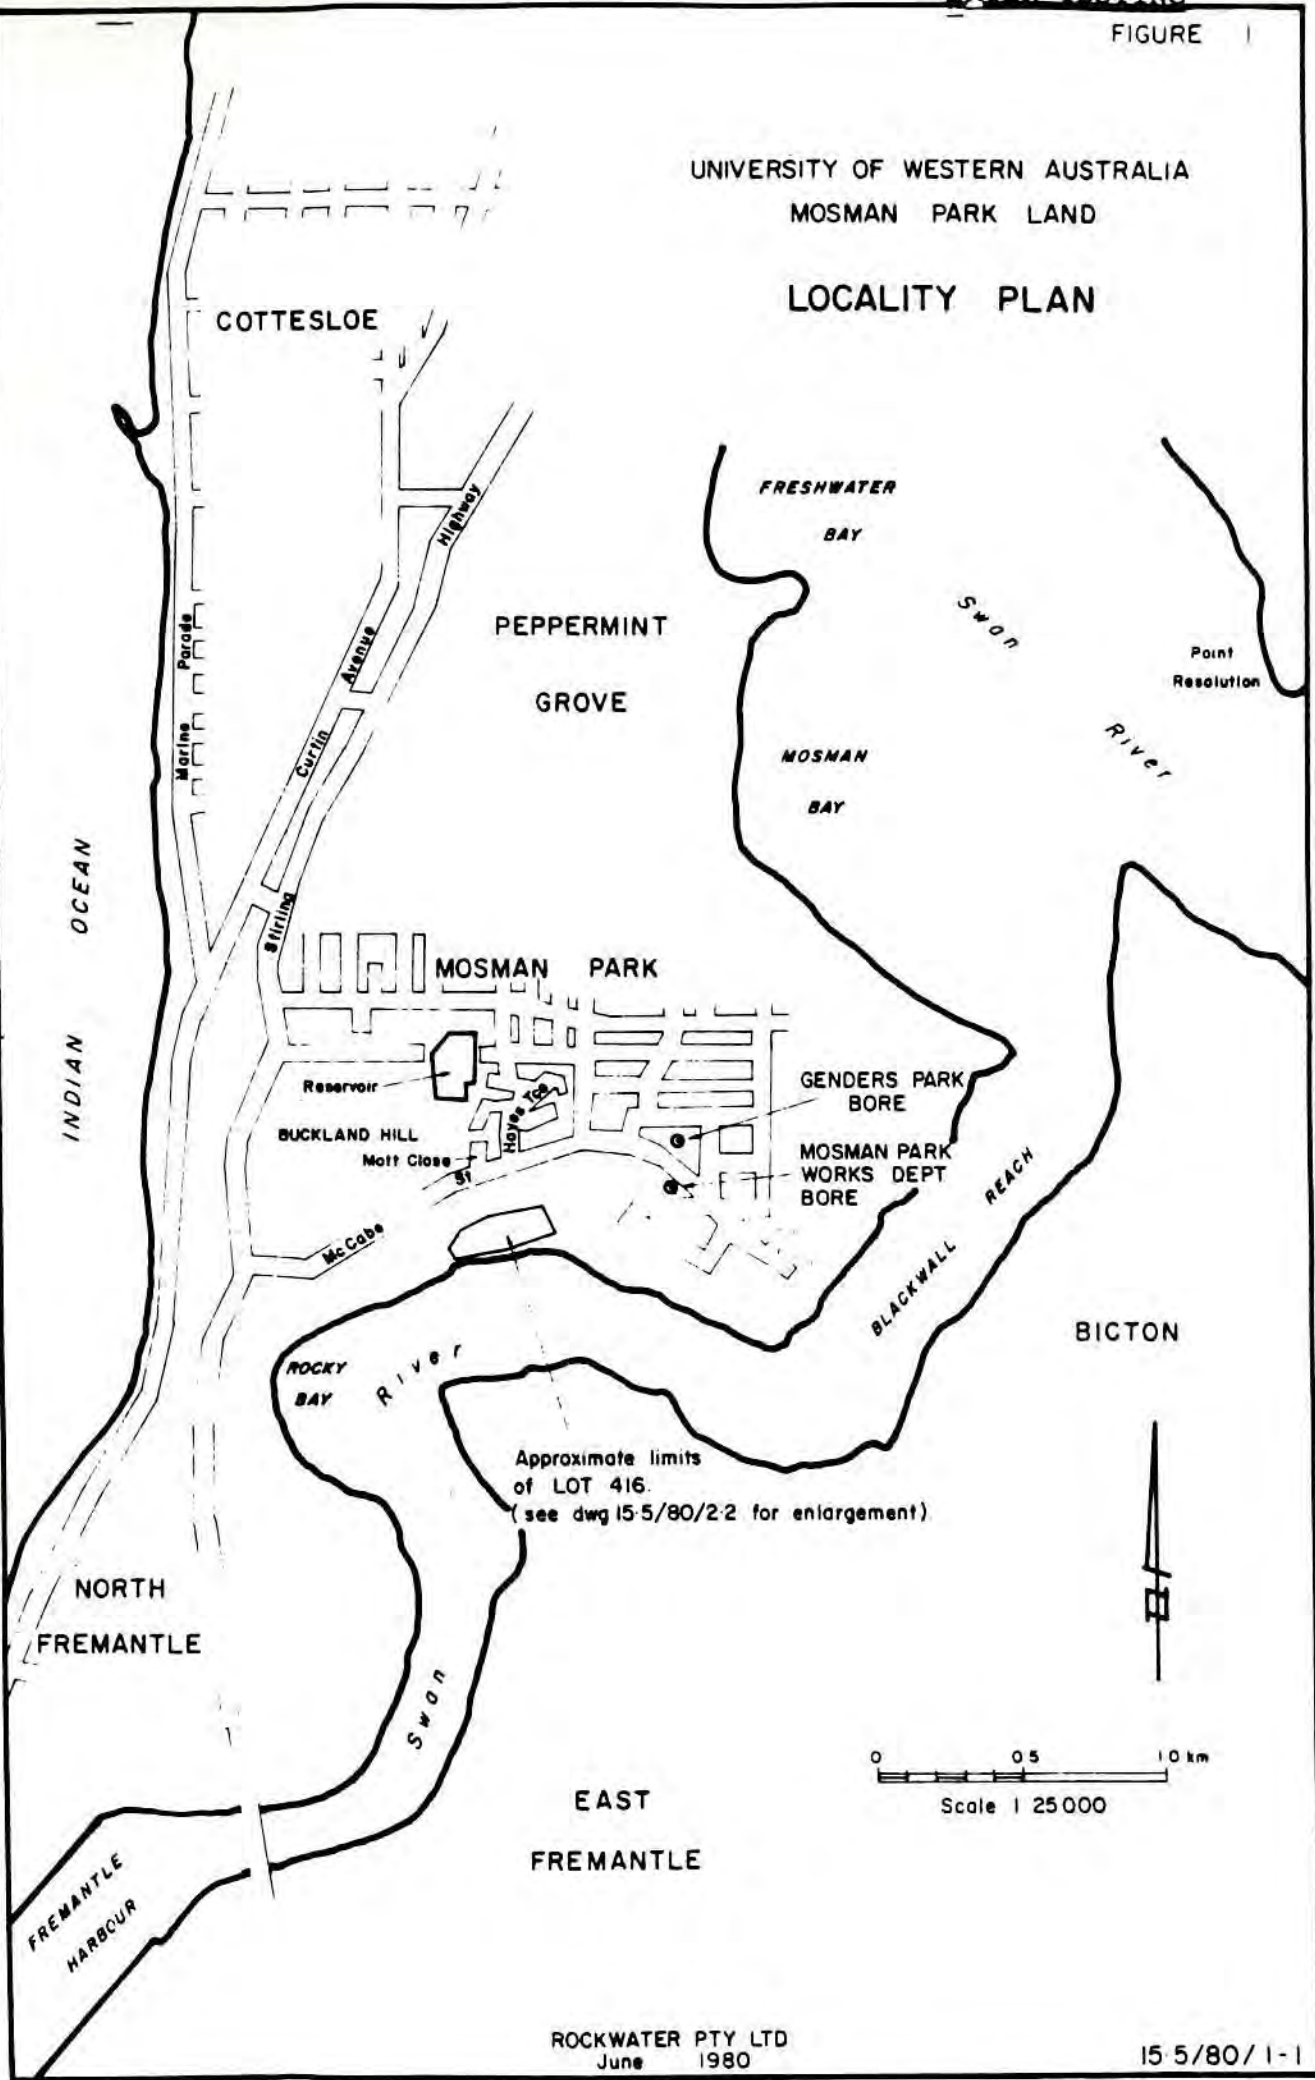 FIGURE 1
UNIVERSITY OF WESTERN AUSTRALIA
MOSMAN PARK LAND
LOCALITY PLAN
COTTESLOE
FRESHWATER
BAY
Highway
Swan
River
Point
Resolution
PEPPERMINT
GROVE
Marine Parade
Curtin Avenue
MOSMAN
BAY
INDIAN OCEAN
Stirling
MOSMAN PARK
Reservoir
Hayes Tce
GENDERS PARK
BORE
BUCKLAND HILL
Mott Close
MOSMAN PARK
WORKS DEPT
BORE
McCabe St
BLACKWALL REACH
BICTON
ROCKY
BAY
River
Approximate limits
of LOT 416.
(see dwg 15·5/80/2·2 for enlargement)
NORTH
FREMANTLE
Swan
0 05 10 km
Scale 1 25000
EAST
FREMANTLE
FREMANTLE
HARBOUR
ROCKWATER PTY LTD
June 1980
15·5/80/1-1